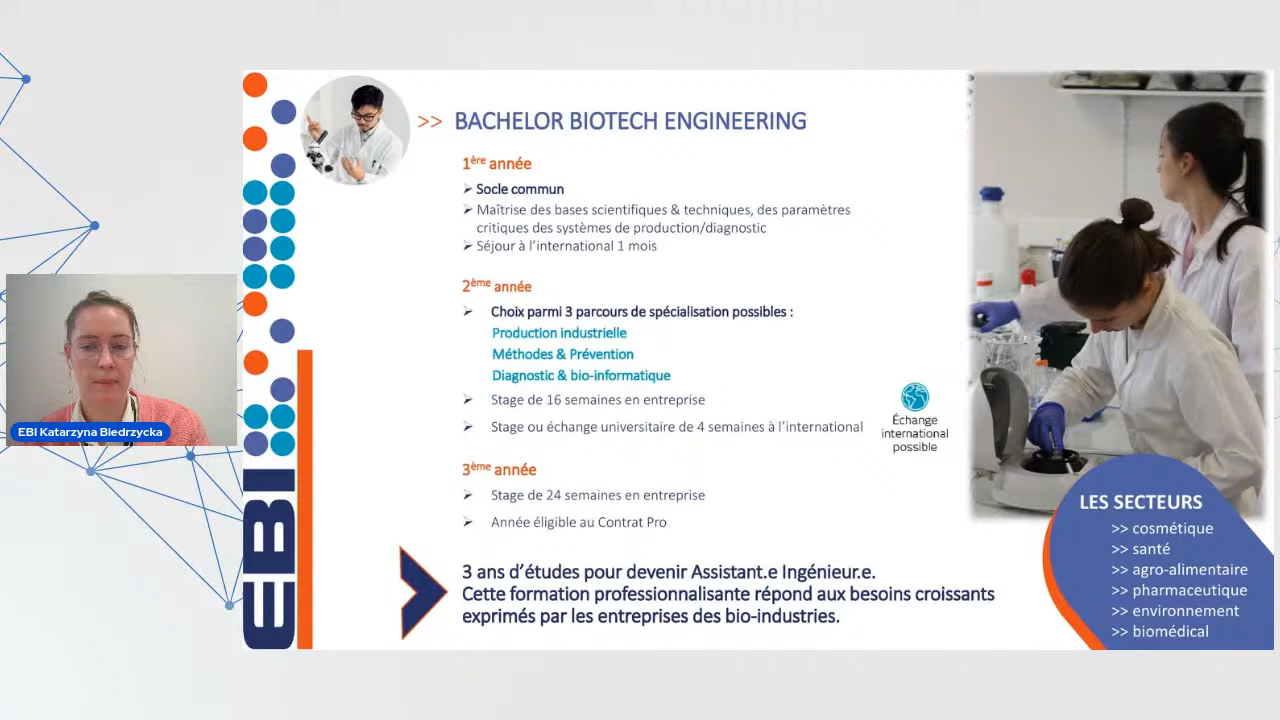 >> BACHELOR BIOTECH ENGINEERING
1ère année
➢ Socle commun
➢ Maîtrise des bases scientifiques & techniques, des paramètres
critiques des systèmes de production/diagnostic
➢ Séjour à l’international 1 mois
2ème année
➢ Choix parmi 3 parcours de spécialisation possibles :
Production industrielle
Méthodes & Prévention
Diagnostic & bio-informatique
➢ Stage de 16 semaines en entreprise
➢ Stage ou échange universitaire de 4 semaines à l’international
Échange
international
possible
3ème année
➢ Stage de 24 semaines en entreprise
➢ Année éligible au Contrat Pro
3 ans d’études pour devenir Assistant.e Ingénieur.e.
Cette formation professionnalisante répond aux besoins croissants
exprimés par les entreprises des bio-industries.
LES SECTEURS
>> cosmétique
>> santé
>> agro-alimentaire
>> pharmaceutique
>> environnement
>> biomédical
EBI
EBI Katarzyna Biedrzycka